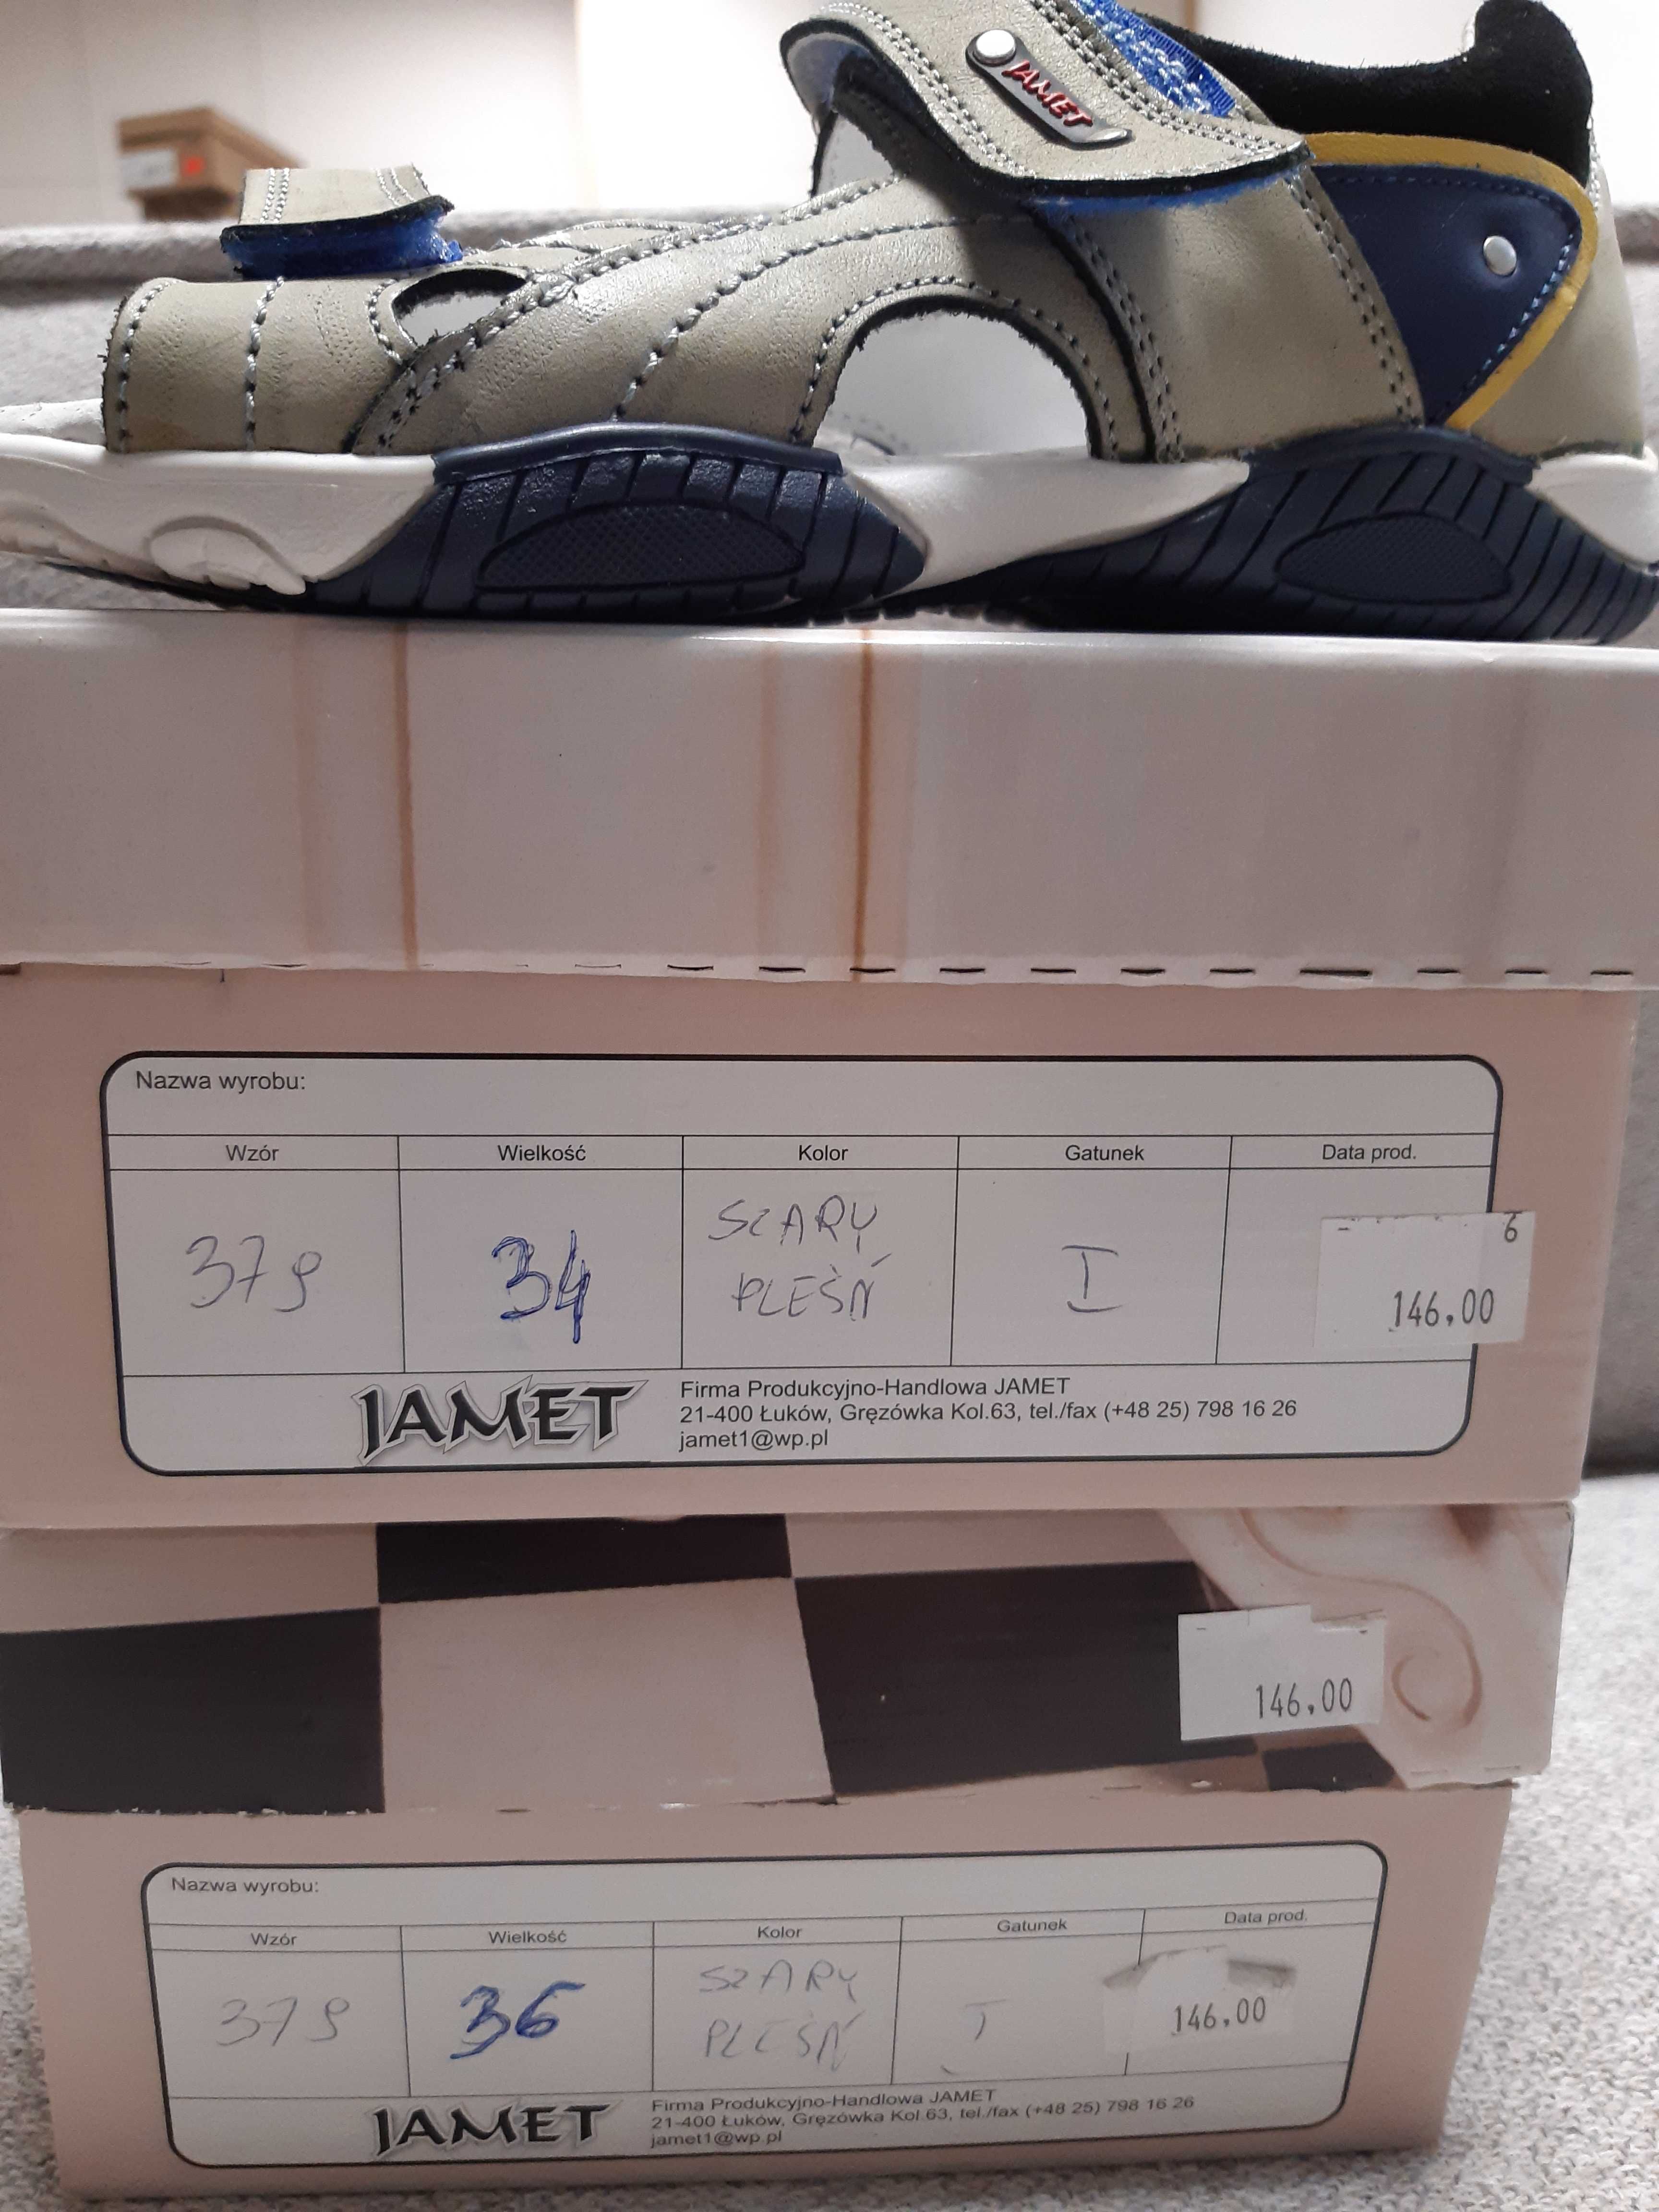 JAMET
Nazwa wyrobu:
Wzór Wielkość Kolor Gatunek Data prod.
379 34 SZARY PLEŚŃ I
6
146,00
JAMET
Firma Produkcyjno-Handlowa JAMET
21-400 Łuków, Gręzówka Kol.63, tel./fax (+48 25) 798 16 26
jamet1@wp.pl
146,00
Nazwa wyrobu:
Wzór Wielkość Kolor Gatunek Data prod.
379 36 SZARY PLEŚŃ I
146,00
JAMET
Firma Produkcyjno-Handlowa JAMET
21-400 Łuków, Gręzówka Kol.63, tel./fax (+48 25) 798 16 26
jamet1@wp.pl